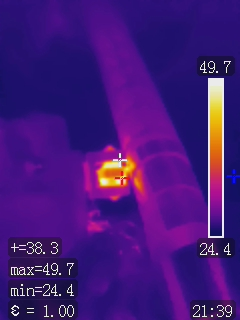 49.7
24.4
+=38.3
max=49.7
min=24.4
ε = 1.00
21:39